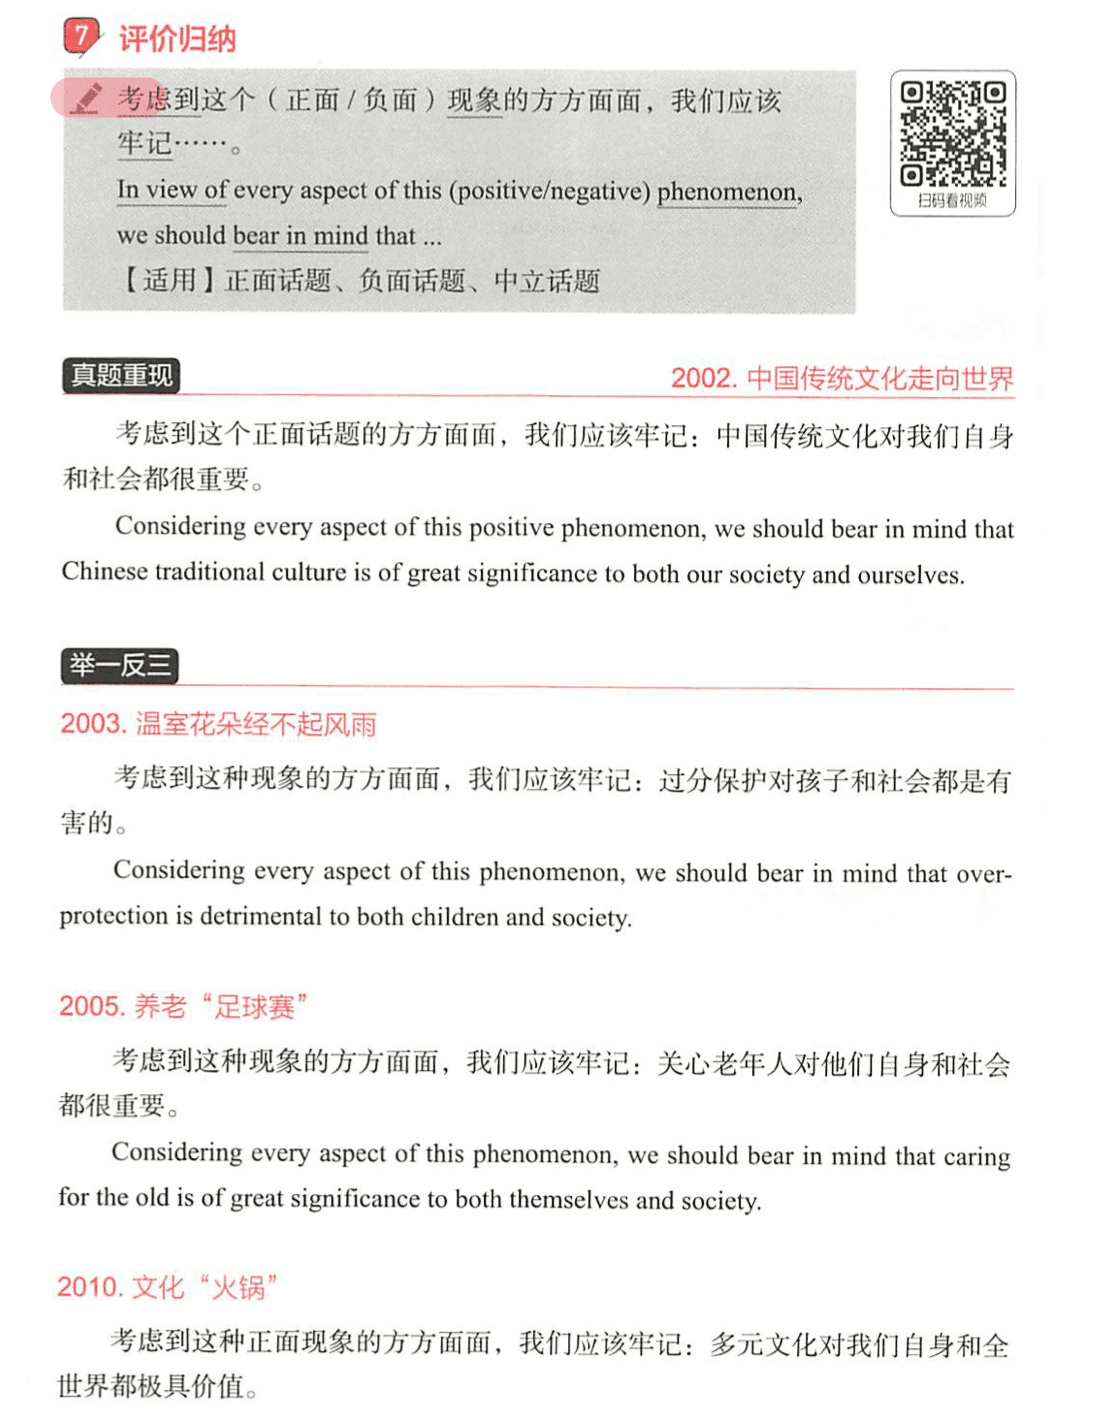 7 评价归纳
考虑到这个（正面/负面）现象的方方面面，我们应该
牢记……。
In view of every aspect of this (positive/negative) phenomenon,
we should bear in mind that ...
【适用】正面话题、负面话题、中立话题
扫码看视频
真题重现
2002. 中国传统文化走向世界
考虑到这个正面话题的方方面面，我们应该牢记：中国传统文化对我们自身
和社会都很重要。
Considering every aspect of this positive phenomenon, we should bear in mind that
Chinese traditional culture is of great significance to both our society and ourselves.
举一反三
2003. 温室花朵经不起风雨
考虑到这种现象的方方面面，我们应该牢记：过分保护对孩子和社会都是有
害的。
Considering every aspect of this phenomenon, we should bear in mind that over-
protection is detrimental to both children and society.
2005. 养老“足球赛”
考虑到这种现象的方方面面，我们应该牢记：关心老年人对他们自身和社会
都很重要。
Considering every aspect of this phenomenon, we should bear in mind that caring
for the old is of great significance to both themselves and society.
2010. 文化“火锅”
考虑到这种正面现象的方方面面，我们应该牢记：多元文化对我们自身和全
世界都极具价值。